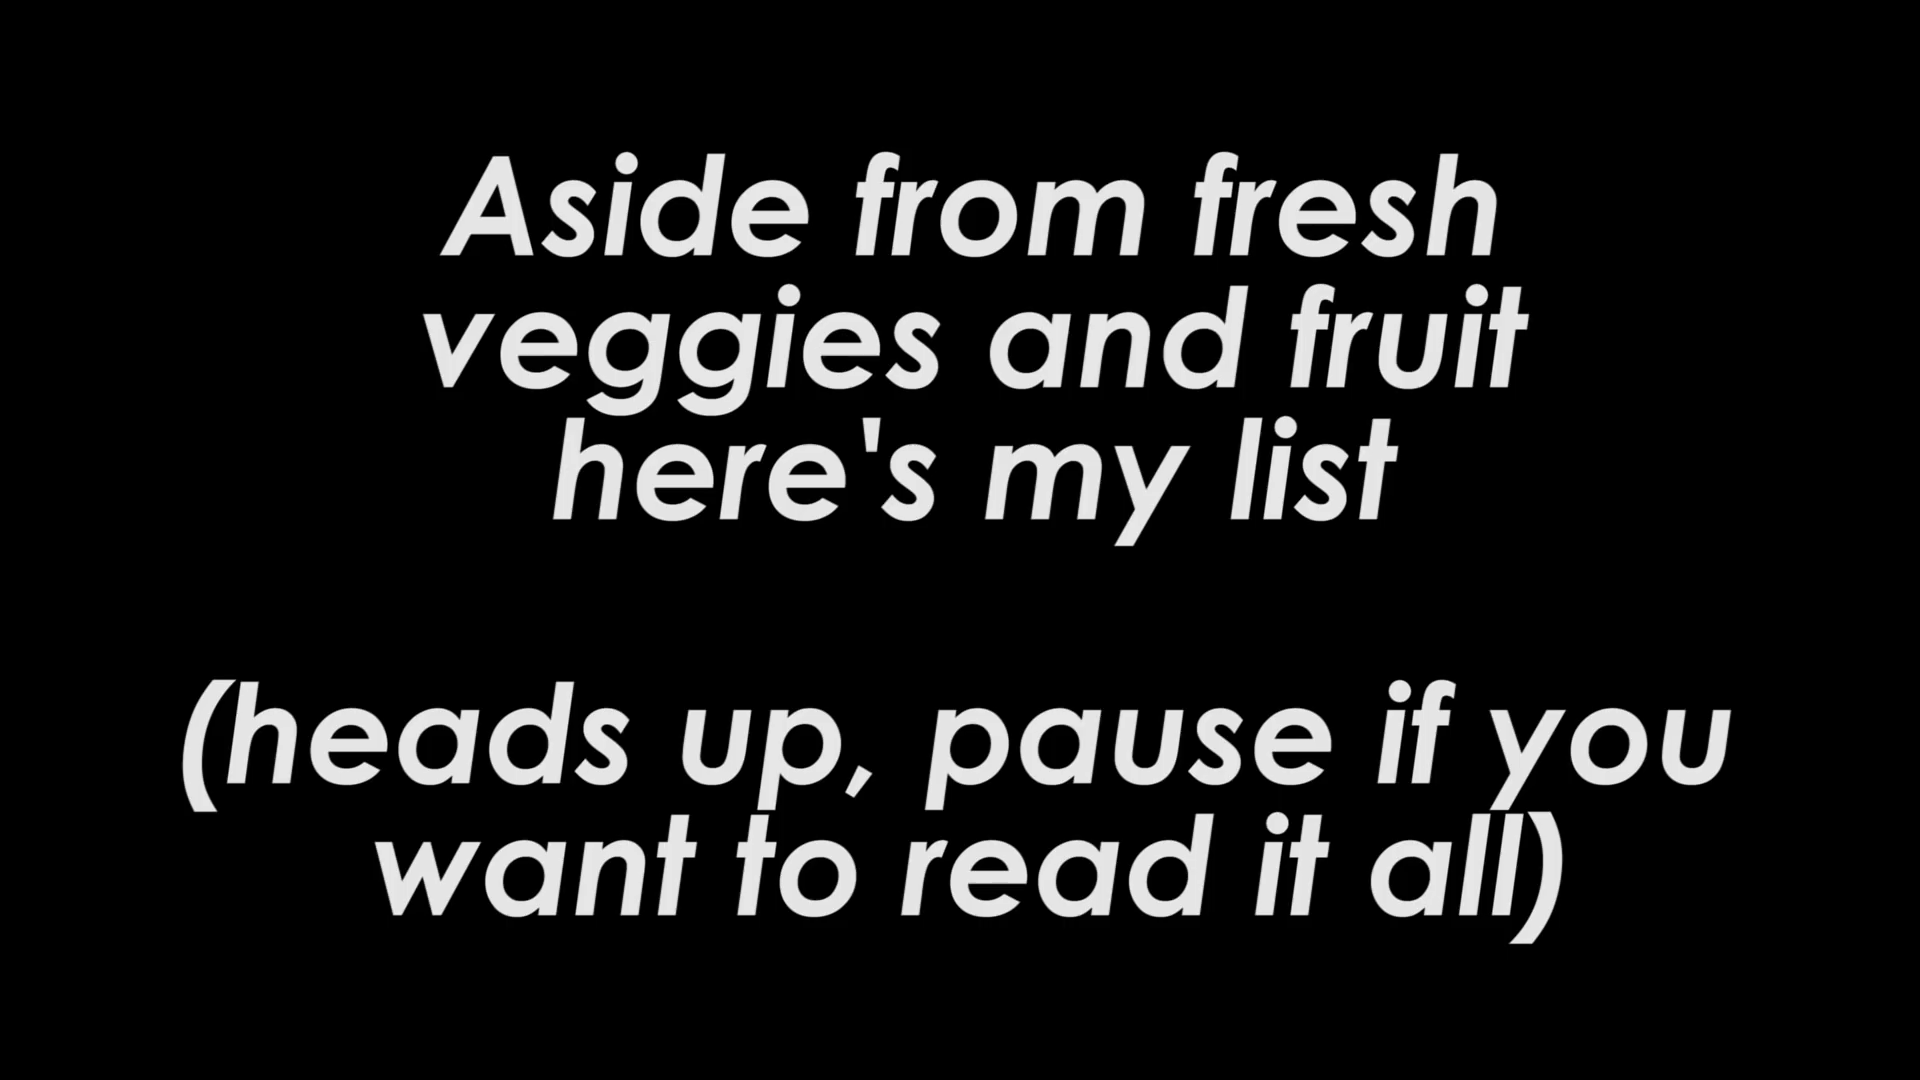 Aside from fresh
veggies and fruit
here's my list
(heads up, pause if you
want to read it all)